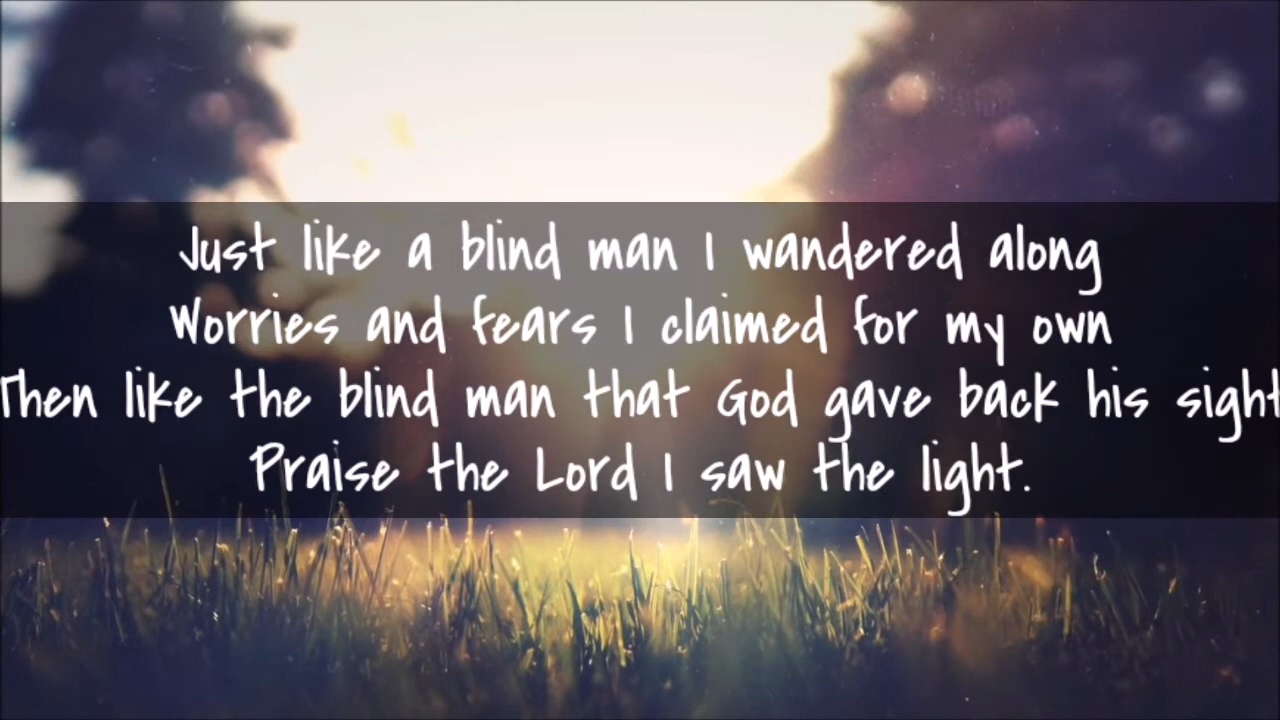 Just like a blind man I wandered along
Worries and fears I claimed for my own
Then like the blind man that God gave back his sight
Praise the Lord I saw the light.